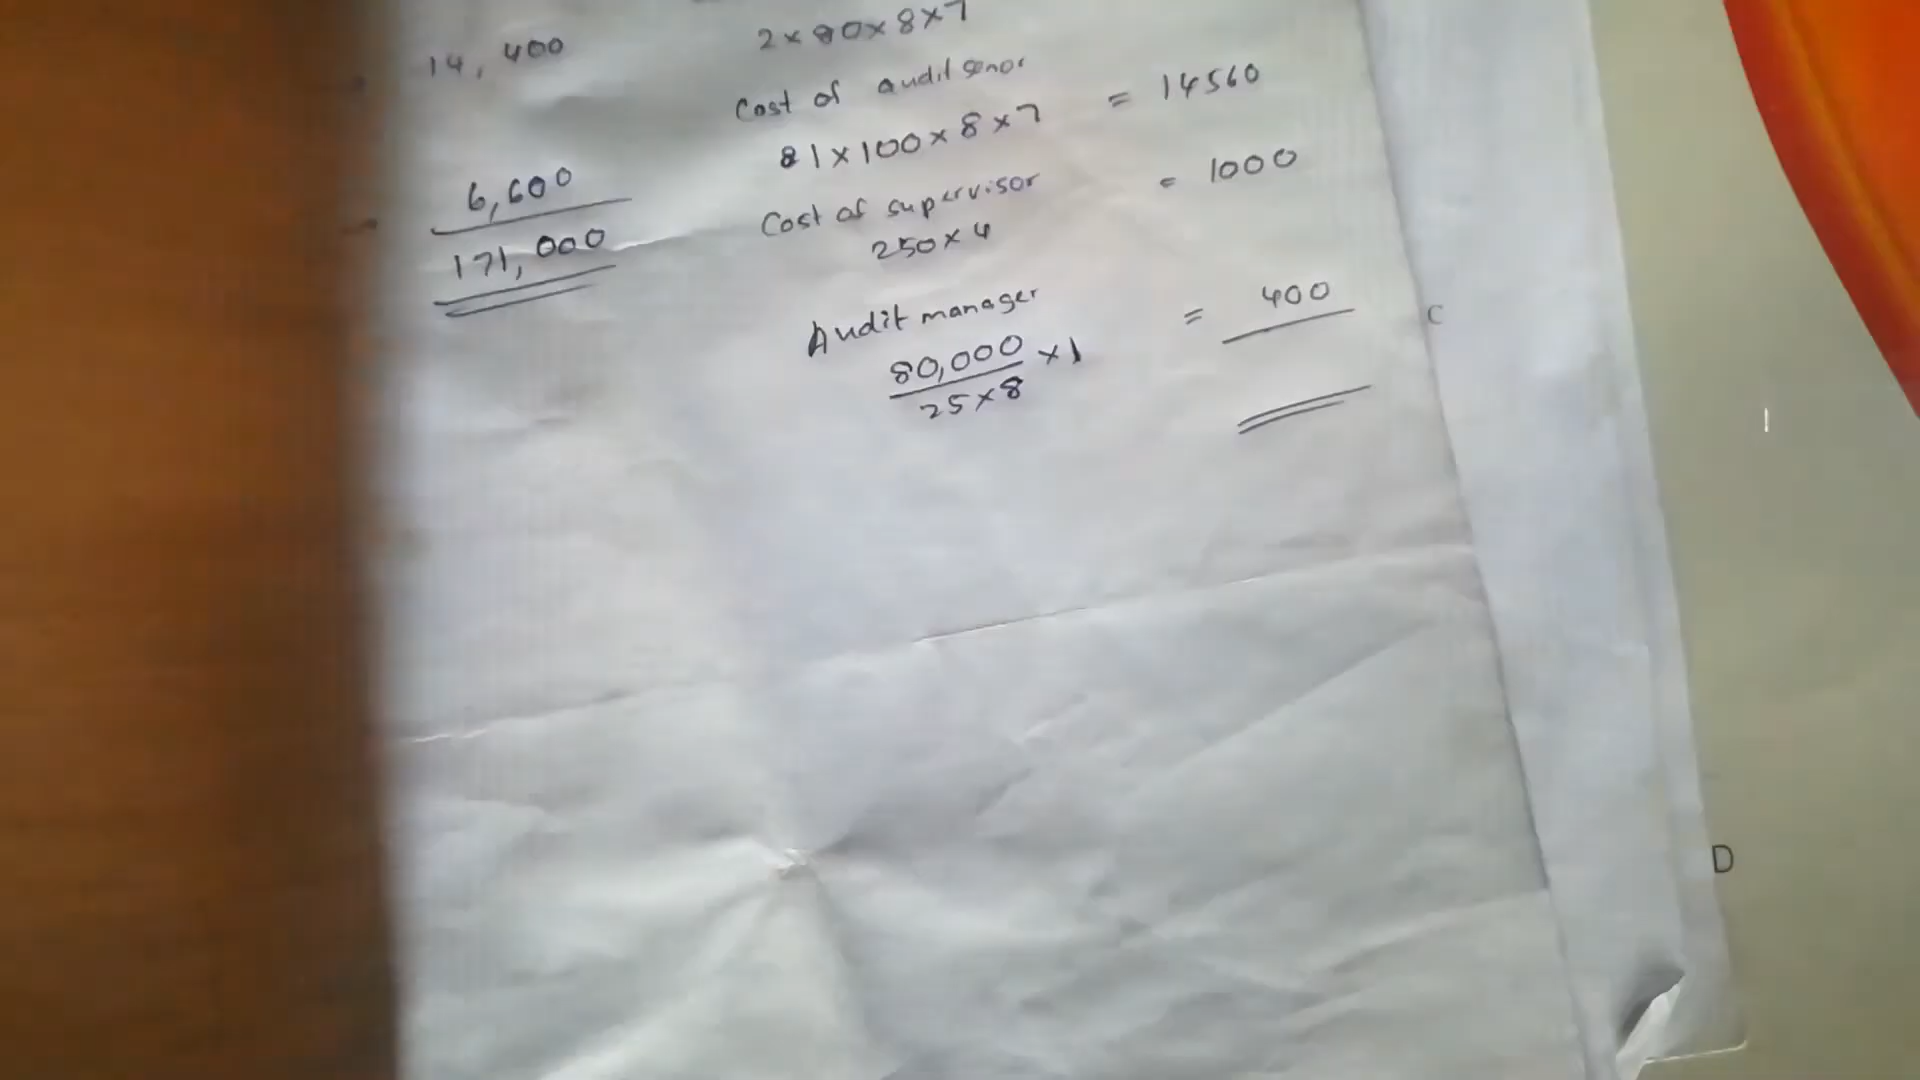 14, 400
6,600
171,000
2 x 80 x 8 x 7
Cost of audit senor
81 x 100 x 8 x 7 = 14560
Cost of supervisor = 1000
250 x 4
Audit manager = 400
80,000 x 1
25 x 8
C
D